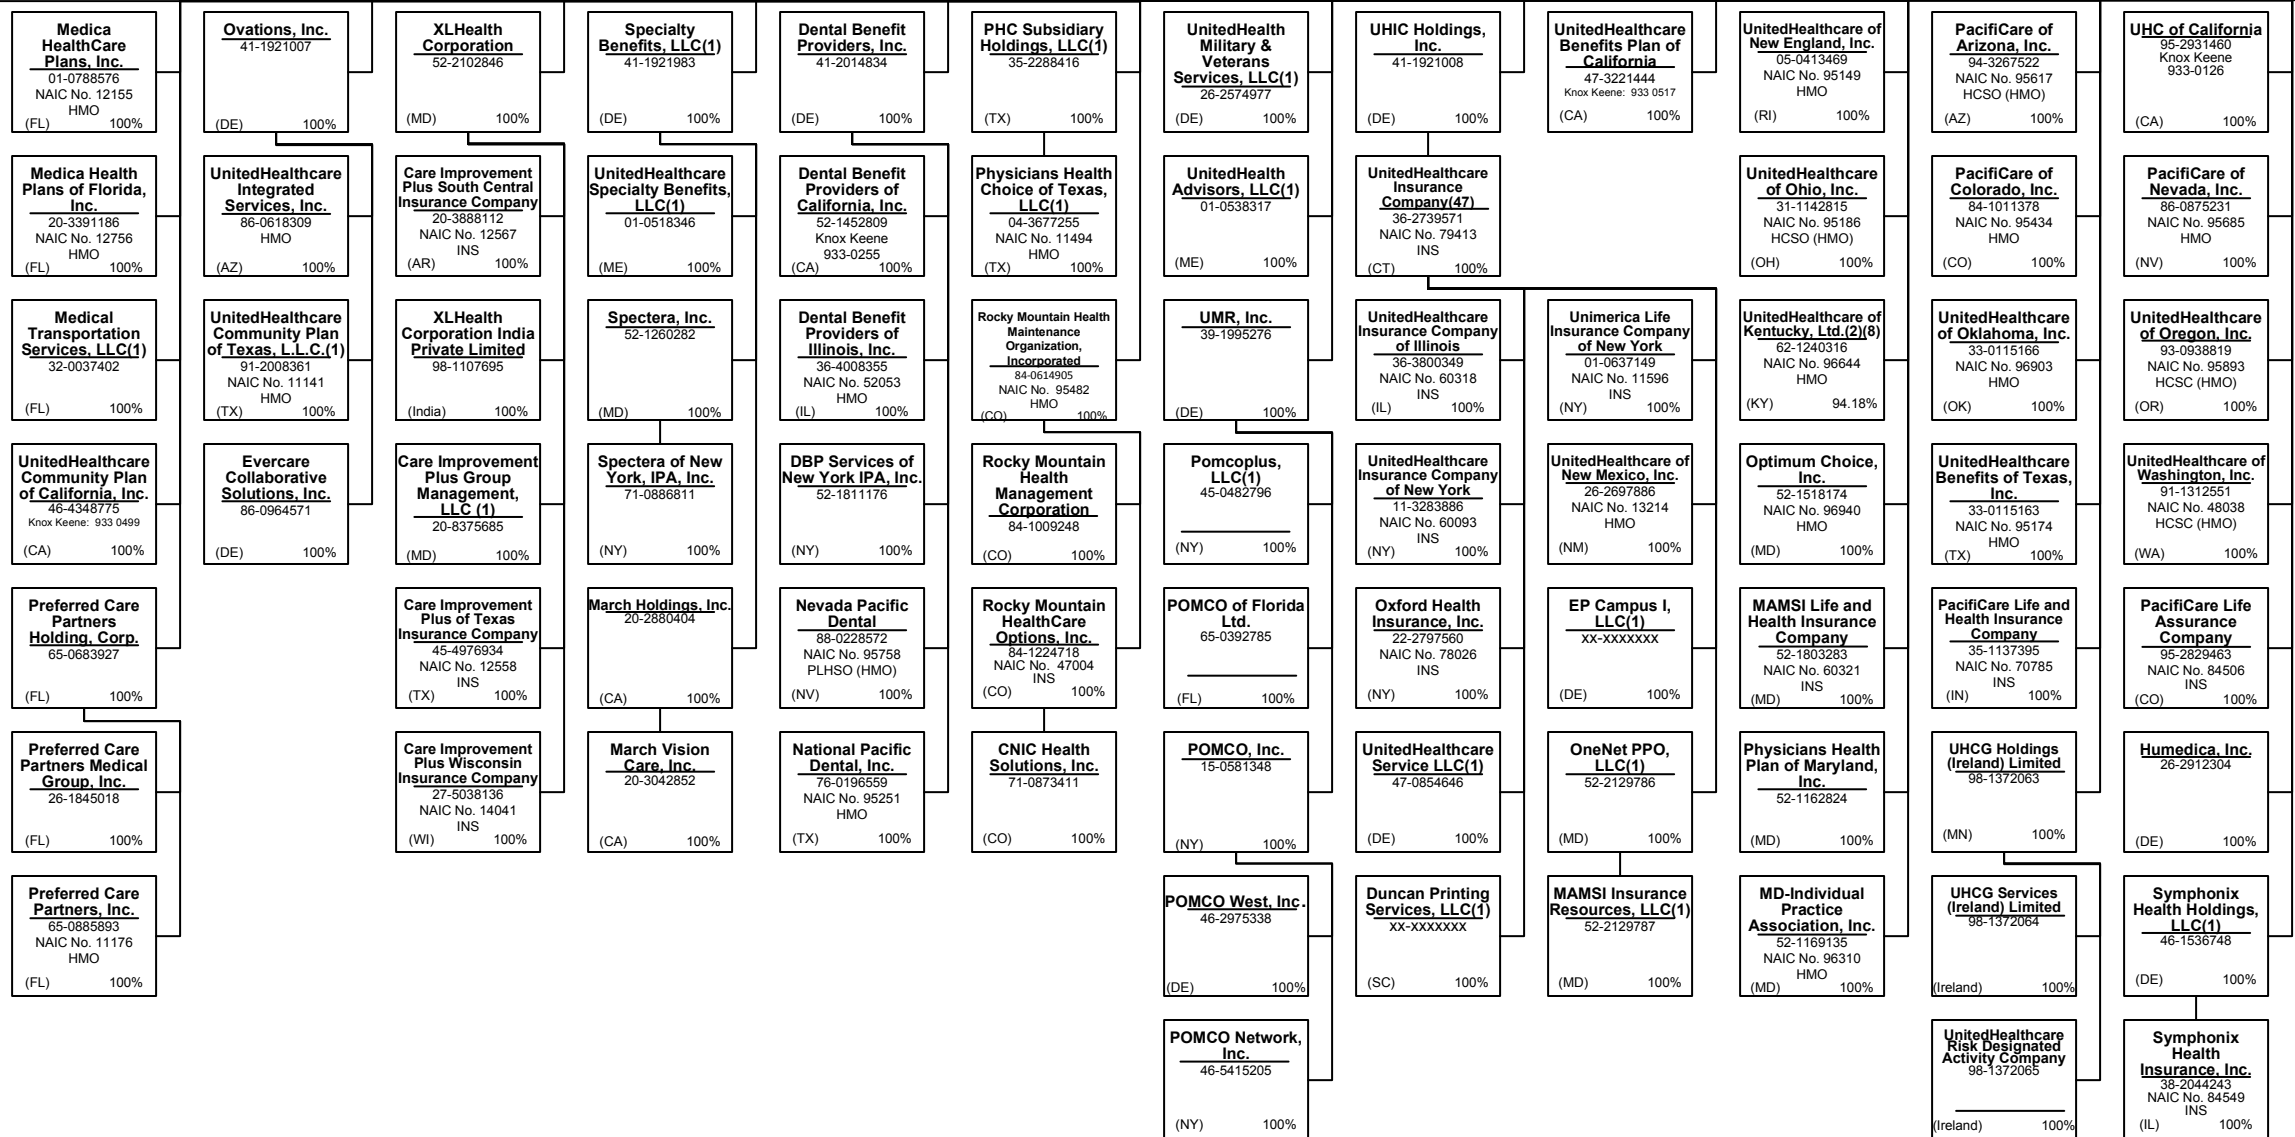 Medica
HealthCare
Plans, Inc.
01-0788576
NAIC No. 12155
HMO
(FL) 100%
Medica Health
Plans of Florida,
Inc.
20-3391186
NAIC No. 12756
HMO
(FL) 100%
Medical
Transportation
Services, LLC(1)
32-0037402
(FL) 100%
UnitedHealthcare
Community Plan
of California, Inc.
46-4348775
Knox Keene: 933 0499
(CA) 100%
Preferred Care
Partners
Holding, Corp.
65-0683927
(FL) 100%
Preferred Care
Partners Medical
Group, Inc.
26-1845018
(FL) 100%
Preferred Care
Partners, Inc.
65-0885893
NAIC No. 11176
HMO
(FL) 100%
Ovations, Inc.
41-1921007
(DE) 100%
UnitedHealthcare
Integrated
Services, Inc.
86-0618309
HMO
(AZ) 100%
UnitedHealthcare
Community Plan
of Texas, L.L.C.(1)
91-2008361
NAIC No. 11141
HMO
(TX) 100%
Evercare
Collaborative
Solutions, Inc.
86-0964571
(DE) 100%
XLHealth
Corporation
52-2102846
(MD) 100%
Care Improvement
Plus South Central
Insurance Company
20-3888112
NAIC No. 12567
INS
(AR) 100%
XLHealth
Corporation India
Private Limited
98-1107695
(India) 100%
Care Improvement
Plus Group
Management,
LLC (1)
20-8375685
(MD) 100%
Care Improvement
Plus of Texas
Insurance Company
45-4976934
NAIC No. 12558
INS
(TX) 100%
Care Improvement
Plus Wisconsin
Insurance Company
27-5038136
NAIC No. 14041
INS
(WI) 100%
Specialty
Benefits, LLC(1)
41-1921983
(DE) 100%
UnitedHealthcare
Specialty Benefits,
LLC(1)
01-0518346
(ME) 100%
Spectera, Inc.
52-1260282
(MD) 100%
Spectera of New
York, IPA, Inc.
71-0886811
(NY) 100%
March Holdings, Inc.
20-2880404
(CA) 100%
March Vision
Care, Inc.
20-3042852
(CA) 100%
Dental Benefit
Providers, Inc.
41-2014834
(DE) 100%
Dental Benefit
Providers of
California, Inc.
52-1452809
Knox Keene
933-0255
(CA) 100%
Dental Benefit
Providers of
Illinois, Inc.
36-4008355
NAIC No. 52053
HMO
(IL) 100%
DBP Services of
New York IPA, Inc.
52-1811176
(NY) 100%
Nevada Pacific
Dental
88-0228572
NAIC No. 95758
PLHSO (HMO)
(NV) 100%
National Pacific
Dental, Inc.
76-0196559
NAIC No. 95251
HMO
(TX) 100%
PHC Subsidiary
Holdings, LLC(1)
35-2288416
(TX) 100%
Physicians Health
Choice of Texas,
LLC(1)
04-3677255
NAIC No. 11494
HMO
(TX) 100%
Rocky Mountain Health
Maintenance
Organization,
Incorporated
84-0614905
NAIC No. 95482
HMO
(CO) 100%
Rocky Mountain
Health
Management
Corporation
84-1009248
(CO) 100%
Rocky Mountain
HealthCare
Options, Inc.
84-1224718
NAIC No. 47004
INS
(CO) 100%
CNIC Health
Solutions, Inc.
71-0873411
(CO) 100%
UnitedHealth
Military &
Veterans
Services, LLC(1)
26-2574977
(DE) 100%
UnitedHealth
Advisors, LLC(1)
01-0538317
(ME) 100%
UMR, Inc.
39-1995276
(DE) 100%
Pomcoplus,
LLC(1)
45-0482796
(NY) 100%
POMCO of Florida
Ltd.
65-0392785
(FL) 100%
POMCO, Inc.
15-0581348
(NY) 100%
POMCO West, Inc.
46-2975338
(DE) 100%
POMCO Network,
Inc.
46-5415205
(NY) 100%
UHIC Holdings,
Inc.
41-1921008
(DE) 100%
UnitedHealthcare
Insurance
Company(47)
36-2739571
NAIC No. 79413
INS
(CT) 100%
UnitedHealthcare
Insurance Company
of Illinois
36-3800349
NAIC No. 60318
INS
(IL) 100%
UnitedHealthcare
Insurance Company
of New York
11-3283886
NAIC No. 60093
INS
(NY) 100%
Oxford Health
Insurance, Inc.
22-2797560
NAIC No. 78026
INS
(NY) 100%
UnitedHealthcare
Service LLC(1)
47-0854646
(DE) 100%
Duncan Printing
Services, LLC(1)
xx-xxxxxxx
(SC) 100%
UnitedHealthcare
Benefits Plan of
California
47-3221444
Knox Keene: 933 0517
(CA) 100%
Unimerica Life
Insurance Company
of New York
01-0637149
NAIC No. 11596
INS
(NY) 100%
UnitedHealthcare of
New Mexico, Inc.
26-2697886
NAIC No. 13214
HMO
(NM) 100%
EP Campus I,
LLC(1)
xx-xxxxxxx
(DE) 100%
OneNet PPO,
LLC(1)
52-2129786
(MD) 100%
MAMSI Insurance
Resources, LLC(1)
52-2129787
(MD) 100%
UnitedHealthcare of
New England, Inc.
05-0413469
NAIC No. 95149
HMO
(RI) 100%
UnitedHealthcare
of Ohio, Inc.
31-1142815
NAIC No. 95186
HCSO (HMO)
(OH) 100%
UnitedHealthcare of
Kentucky, Ltd.(2)(8)
62-1240316
NAIC No. 96644
HMO
(KY) 94.18%
Optimum Choice,
Inc.
52-1518174
NAIC No. 96940
HMO
(MD) 100%
MAMSI Life and
Health Insurance
Company
52-1803283
NAIC No. 60321
INS
(MD) 100%
Physicians Health
Plan of Maryland,
Inc.
52-1162824
(MD) 100%
MD-Individual
Practice
Association, Inc.
52-1169135
NAIC No. 96310
HMO
(MD) 100%
PacifiCare of
Arizona, Inc.
94-3267522
NAIC No. 95617
HCSO (HMO)
(AZ) 100%
PacifiCare of
Colorado, Inc.
84-1011378
NAIC No. 95434
HMO
(CO) 100%
UnitedHealthcare
of Oklahoma, Inc.
33-0115166
NAIC No. 96903
HMO
(OK) 100%
UnitedHealthcare
Benefits of Texas,
Inc.
33-0115163
NAIC No. 95174
HMO
(TX) 100%
PacifiCare Life and
Health Insurance
Company
35-1137395
NAIC No. 70785
INS
(IN) 100%
UHCG Holdings
(Ireland) Limited
98-1372063
(MN) 100%
UHCG Services
(Ireland) Limited
98-1372064
(Ireland) 100%
UnitedHealthcare
Risk Designated
Activity Company
98-1372065
(Ireland) 100%
UHC of California
95-2931460
Knox Keene
933-0126
(CA) 100%
PacifiCare of
Nevada, Inc.
86-0875231
NAIC No. 95685
HMO
(NV) 100%
UnitedHealthcare
of Oregon, Inc.
93-0938819
NAIC No. 95893
HCSC (HMO)
(OR) 100%
UnitedHealthcare of
Washington, Inc.
91-1312551
NAIC No. 48038
HCSC (HMO)
(WA) 100%
PacifiCare Life
Assurance
Company
95-2829463
NAIC No. 84506
INS
(CO) 100%
Humedica, Inc.
26-2912304
(DE) 100%
Symphonix
Health Holdings,
LLC(1)
46-1536748
(DE) 100%
Symphonix
Health
Insurance, Inc.
38-2044243
NAIC No. 84549
INS
(IL) 100%